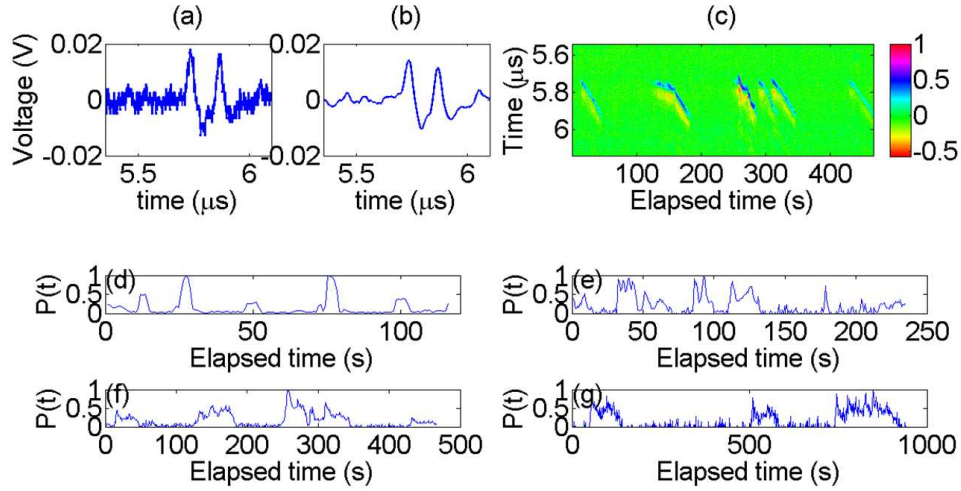 (a)
(b)
(c)
Voltage (V)
0.02
0
-0.02
5.5
6
time (μs)
0.02
0
-0.02
5.5
6
time (μs)
Time (μs)
5.6
5.8
6
100 200 300 400
Elapsed time (s)
1
0.5
0
-0.5
P(t)
(d)
1
0.5
0
0 50 100
Elapsed time (s)
P(t)
(e)
1
0.5
0
0 50 100 150 200 250
Elapsed time (s)
P(t)
(f)
1
0.5
0
0 100 200 300 400 500
Elapsed time (s)
P(t)
(g)
1
0.5
0
0 500 1000
Elapsed time (s)